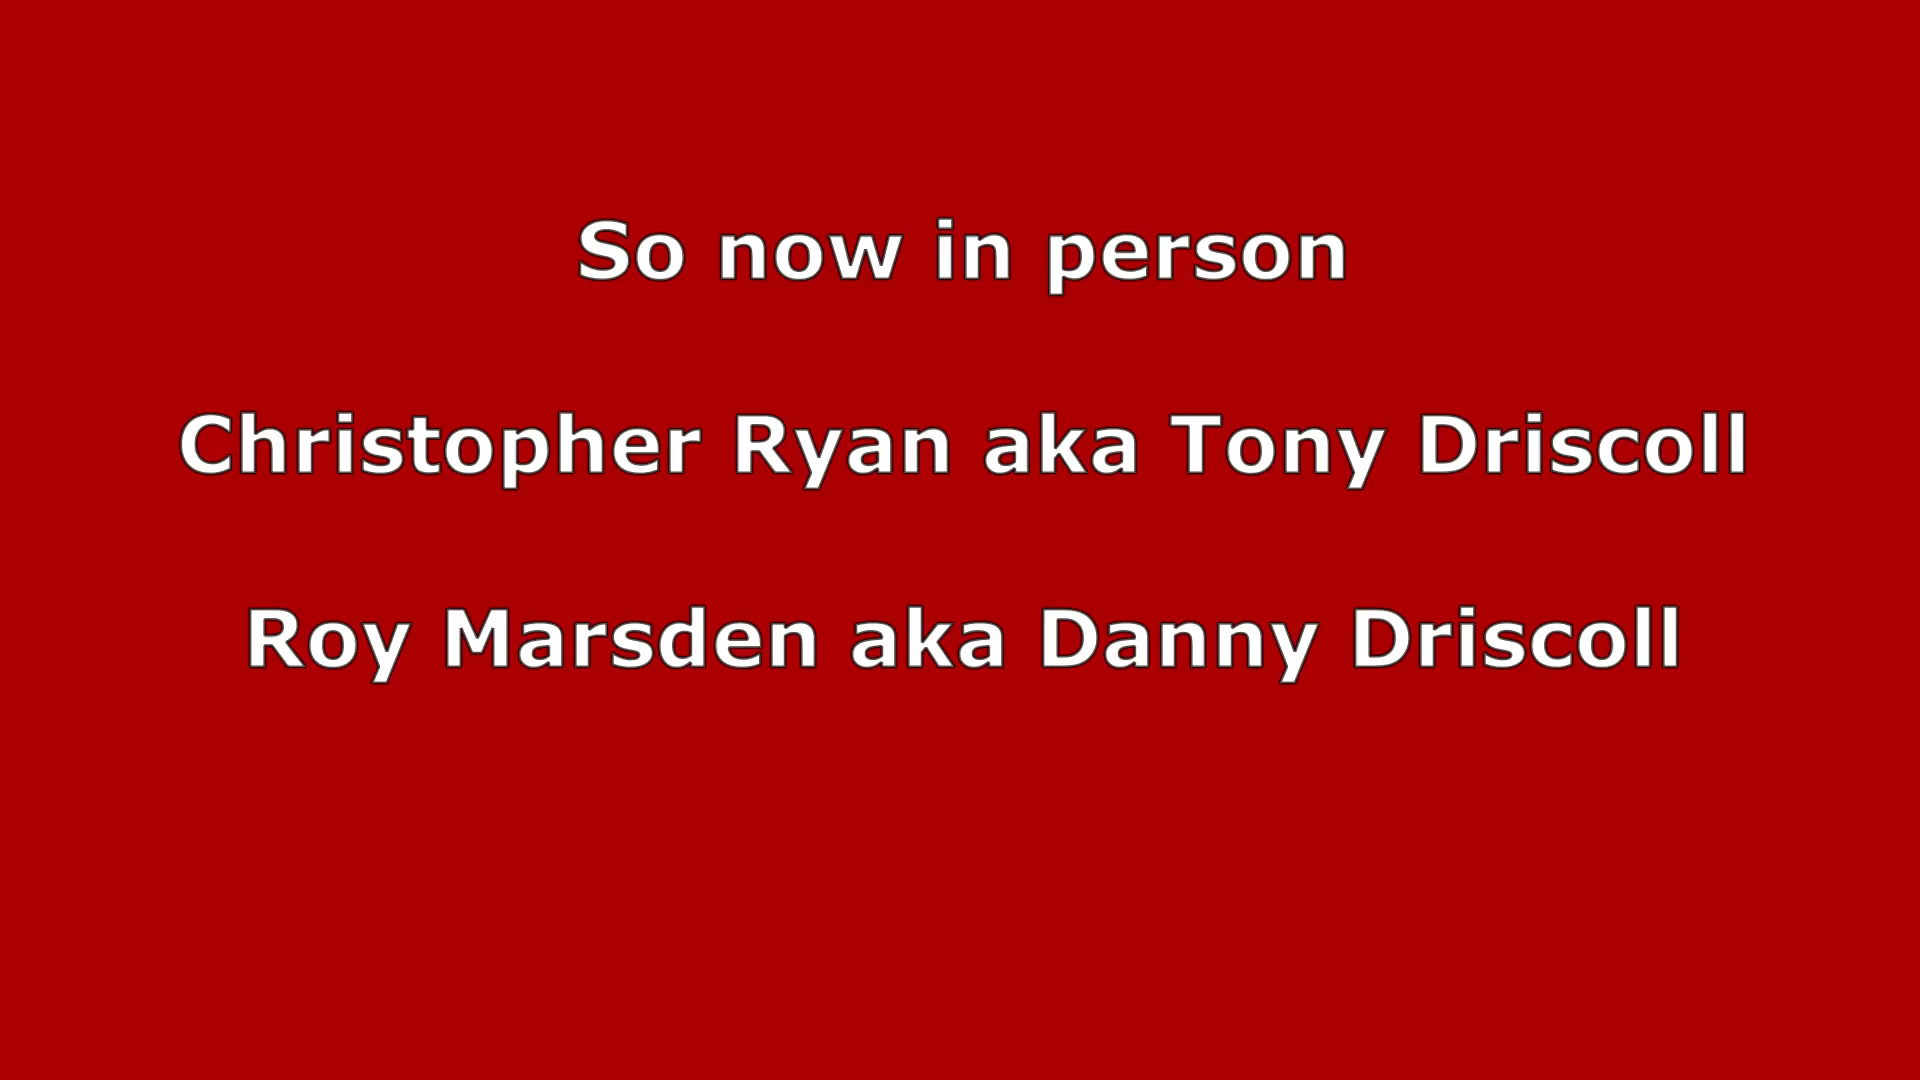 So now in person
Christopher Ryan aka Tony Driscoll
Roy Marsden aka Danny Driscoll